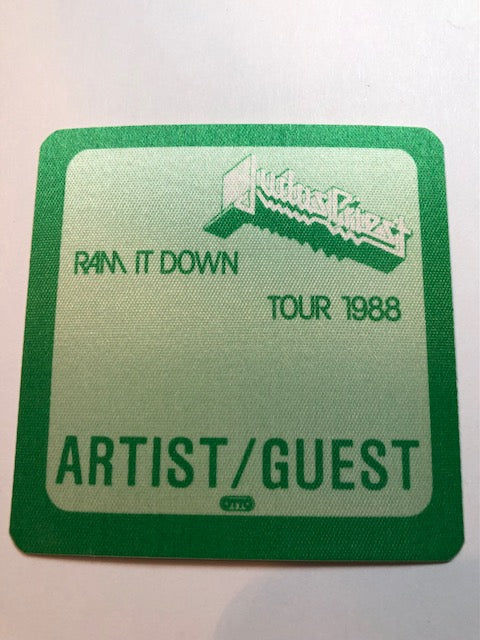 Judas Priest
RAM IT DOWN
TOUR 1988
ARTIST/GUEST